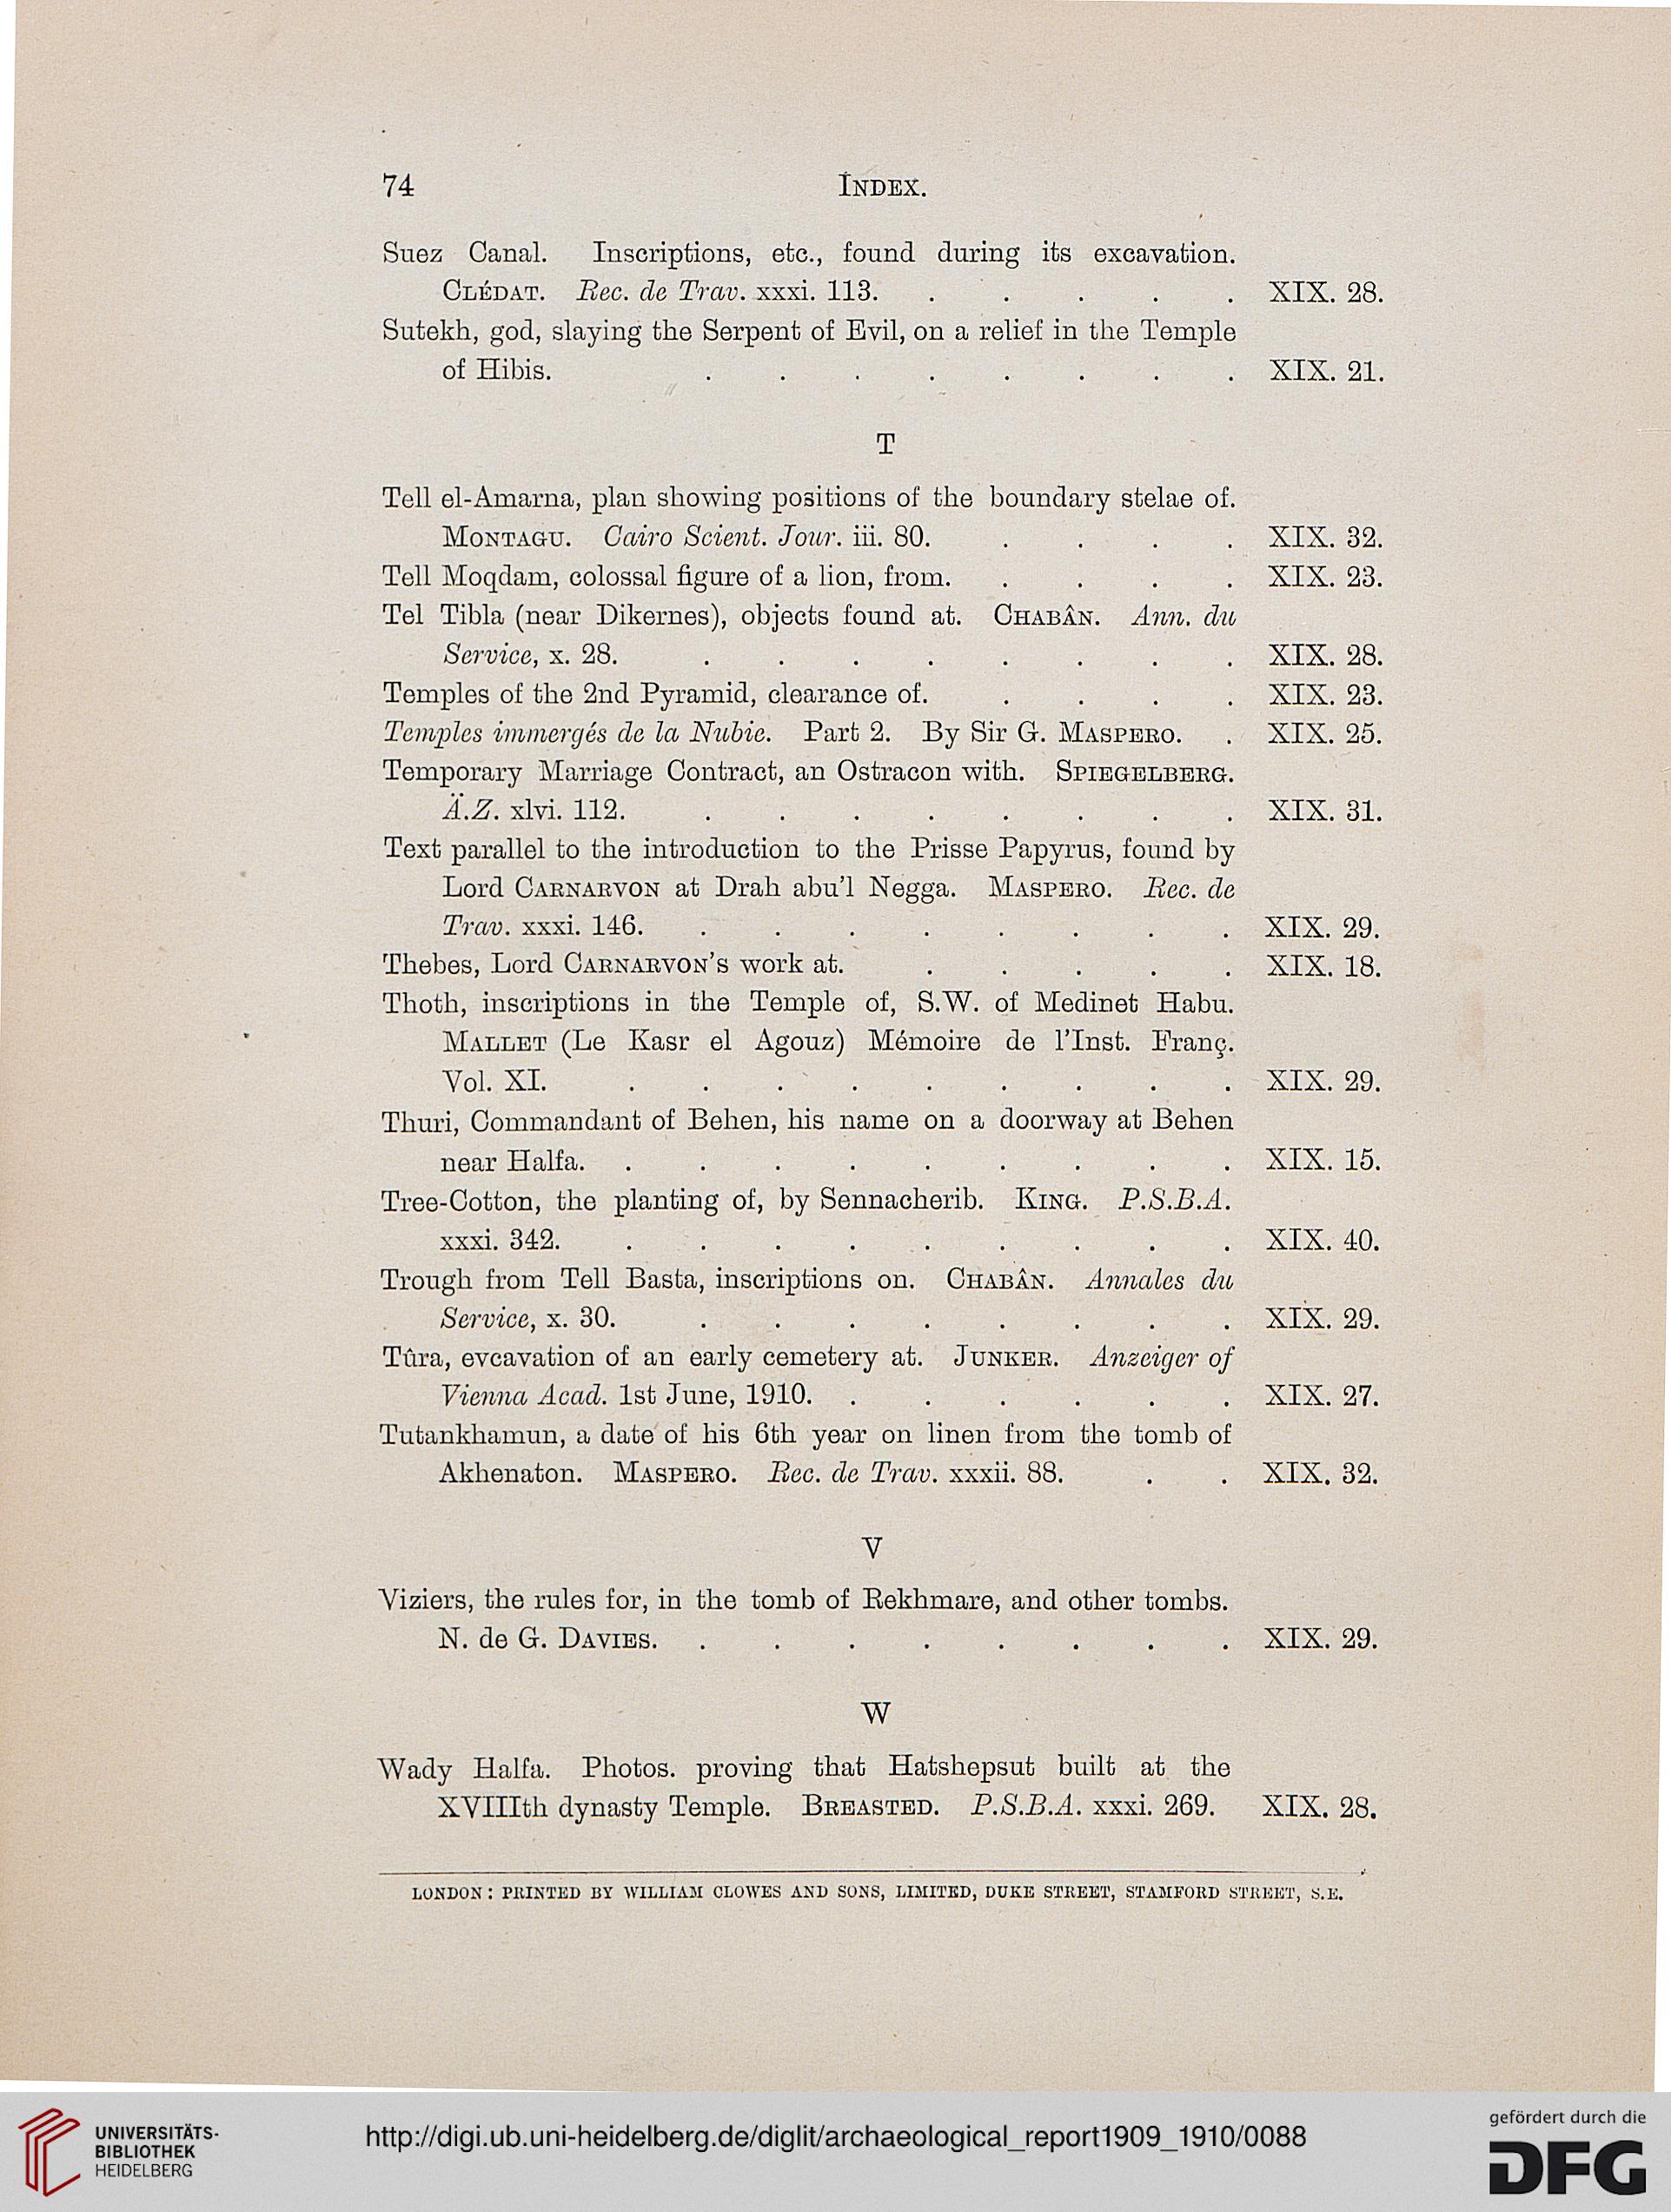 74 INDEX.
Suez Canal. Inscriptions, etc., found during its excavation.
CLÉDAT. Rec. de Trav. xxxi. 113. . . . . . XIX. 28.
Sutekh, god, slaying the Serpent of Evil, on a relief in the Temple
of Hibis. . . . . . . . . XIX. 21.
T
Tell el-Amarna, plan showing positions of the boundary stelae of.
MONTAGU. Cairo Scient. Jour. iii. 80. . . . . XIX. 32.
Tell Moqdam, colossal figure of a lion, from. . . . . XIX. 23.
Tel Tibla (near Dikernes), objects found at. CHABÂN. Ann. du
Service, x. 28. . . . . . . . . XIX. 28.
Temples of the 2nd Pyramid, clearance of. . . . . XIX. 23.
Temples immergés de la Nubie. Part 2. By Sir G. MASPERO. . XIX. 25.
Temporary Marriage Contract, an Ostracon with. SPIEGELBERG.
Ä.Z. xlvi. 112. . . . . . . . . XIX. 31.
Text parallel to the introduction to the Prisse Papyrus, found by
Lord CARNARVON at Drah abu'l Negga. MASPERO. Rec. de
Trav. xxxi. 146. . . . . . . . . XIX. 29.
Thebes, Lord CARNARVON'S work at. . . . . . XIX. 18.
Thoth, inscriptions in the Temple of, S.W. of Medinet Habu.
MALLET (Le Kasr el Agouz) Mémoire de l'Inst. Franç.
Vol. XI. . . . . . . . . . XIX. 29.
Thuri, Commandant of Behen, his name on a doorway at Behen
near Halfa. . . . . . . . . . XIX. 15.
Tree-Cotton, the planting of, by Sennacherib. KING. P.S.B.A.
xxxi. 342. . . . . . . . . . XIX. 40.
Trough from Tell Basta, inscriptions on. CHABÂN. Annales du
Service, x. 30. . . . . . . . . XIX. 29.
Tûra, evcavation of an early cemetery at. JUNKER. Anzeiger of
Vienna Acad. 1st June, 1910. . . . . . . XIX. 27.
Tutankhamun, a date of his 6th year on linen from the tomb of
Akhenaton. MASPERO. Rec. de Trav. xxxii. 88. . . XIX. 32.
V
Viziers, the rules for, in the tomb of Rekhmare, and other tombs.
N. de G. DAVIES. . . . . . . . . XIX. 29.
W
Wady Halfa. Photos. proving that Hatshepsut built at the
XVIIIth dynasty Temple. BREASTED. P.S.B.A. xxxi. 269. XIX. 28.
LONDON: PRINTED BY WILLIAM CLOWES AND SONS, LIMITED, DUKE STREET, STAMFORD STREET, S.E.
UNIVERSITÄTS-
BIBLIOTHEK
HEIDELBERG
http://digi.ub.uni-heidelberg.de/diglit/archaeological_report1909_1910/0088
gefördert durch die
DFG